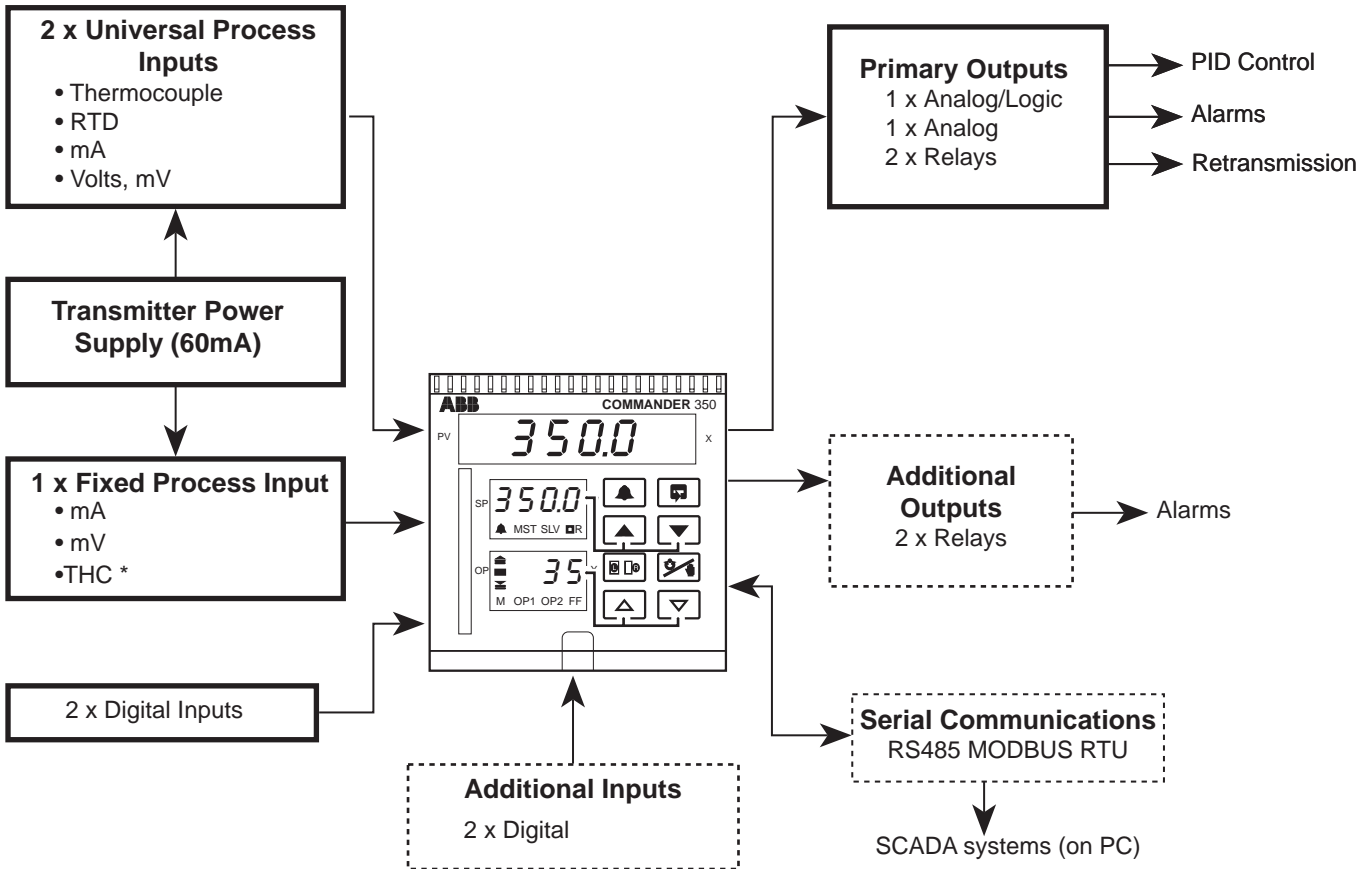 2 x Universal Process
Inputs
• Thermocouple
• RTD
• mA
• Volts, mV
Transmitter Power
Supply (60mA)
1 x Fixed Process Input
• mA
• mV
•THC *
2 x Digital Inputs
ABB
COMMANDER 350
PV
350.0
X
SP
350.0
MST SLV R
OP
35
M OP1 OP2 FF
Additional Inputs
2 x Digital
Primary Outputs
1 x Analog/Logic
1 x Analog
2 x Relays
PID Control
Alarms
Retransmission
Additional
Outputs
2 x Relays
Alarms
Serial Communications
RS485 MODBUS RTU
SCADA systems (on PC)